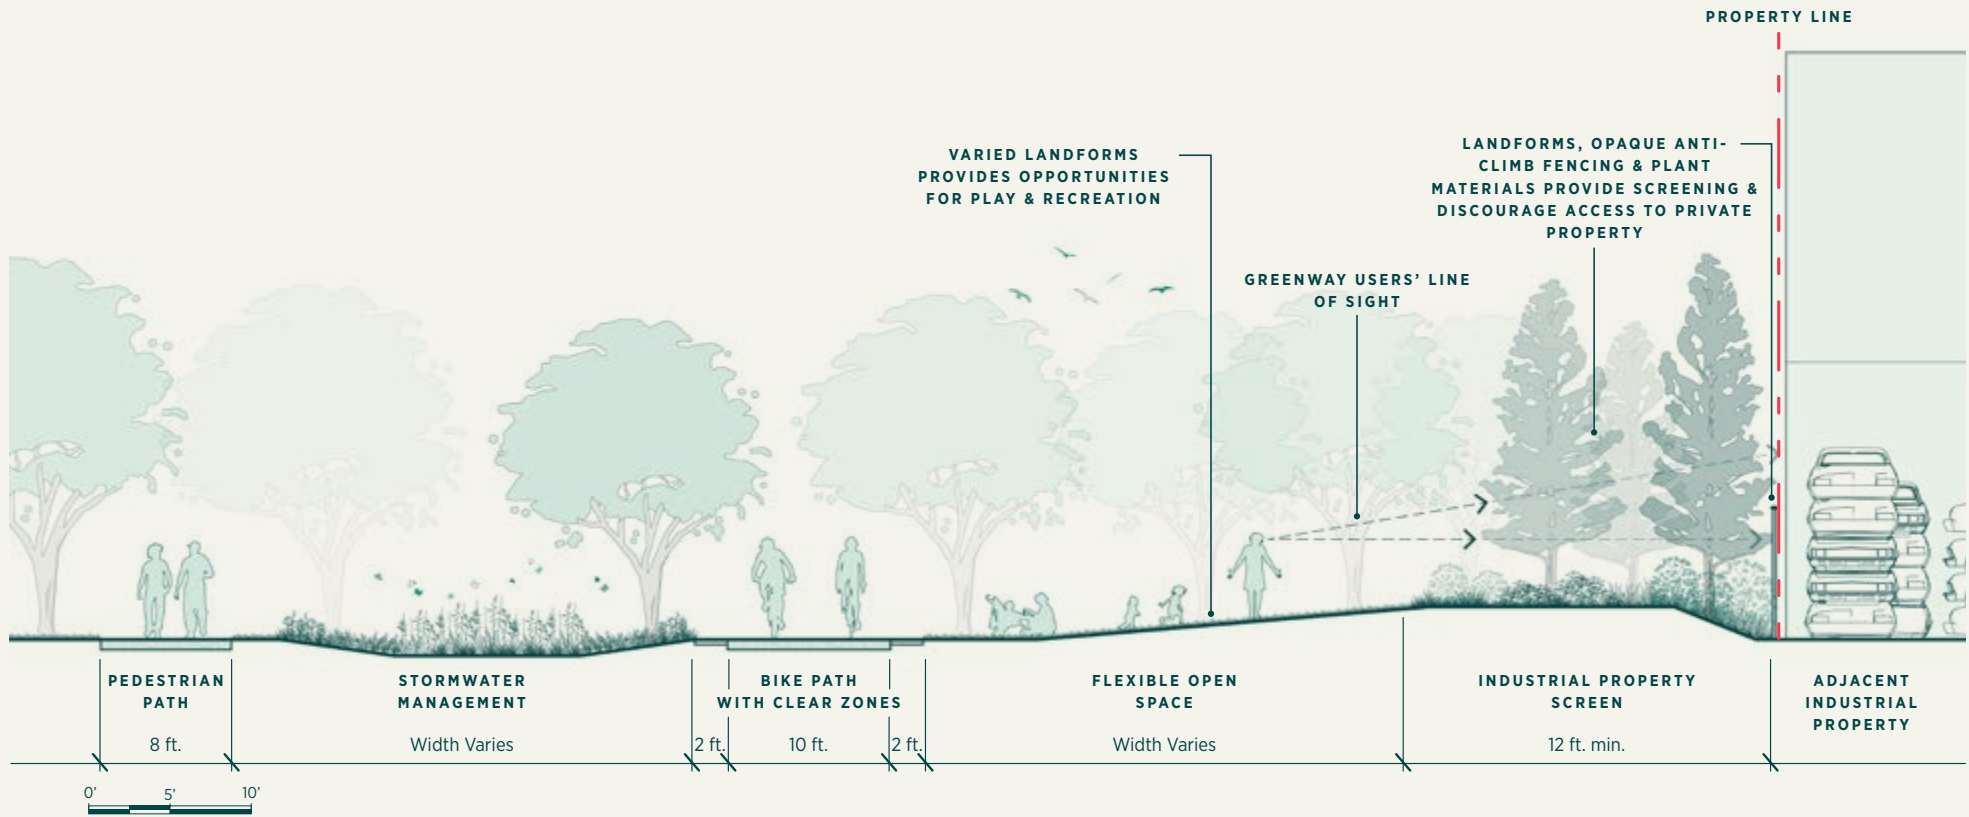 PROPERTY LINE
VARIED LANDFORMS
PROVIDES OPPORTUNITIES
FOR PLAY & RECREATION
LANDFORMS, OPAQUE ANTI-
CLIMB FENCING & PLANT
MATERIALS PROVIDE SCREENING &
DISCOURAGE ACCESS TO PRIVATE
PROPERTY
GREENWAY USERS’ LINE
OF SIGHT
PEDESTRIAN
PATH
8 ft.
STORMWATER
MANAGEMENT
Width Varies
BIKE PATH
WITH CLEAR ZONES
2 ft.
10 ft.
2 ft.
FLEXIBLE OPEN
SPACE
Width Varies
INDUSTRIAL PROPERTY
SCREEN
12 ft. min.
ADJACENT
INDUSTRIAL
PROPERTY
0’ 5’ 10’